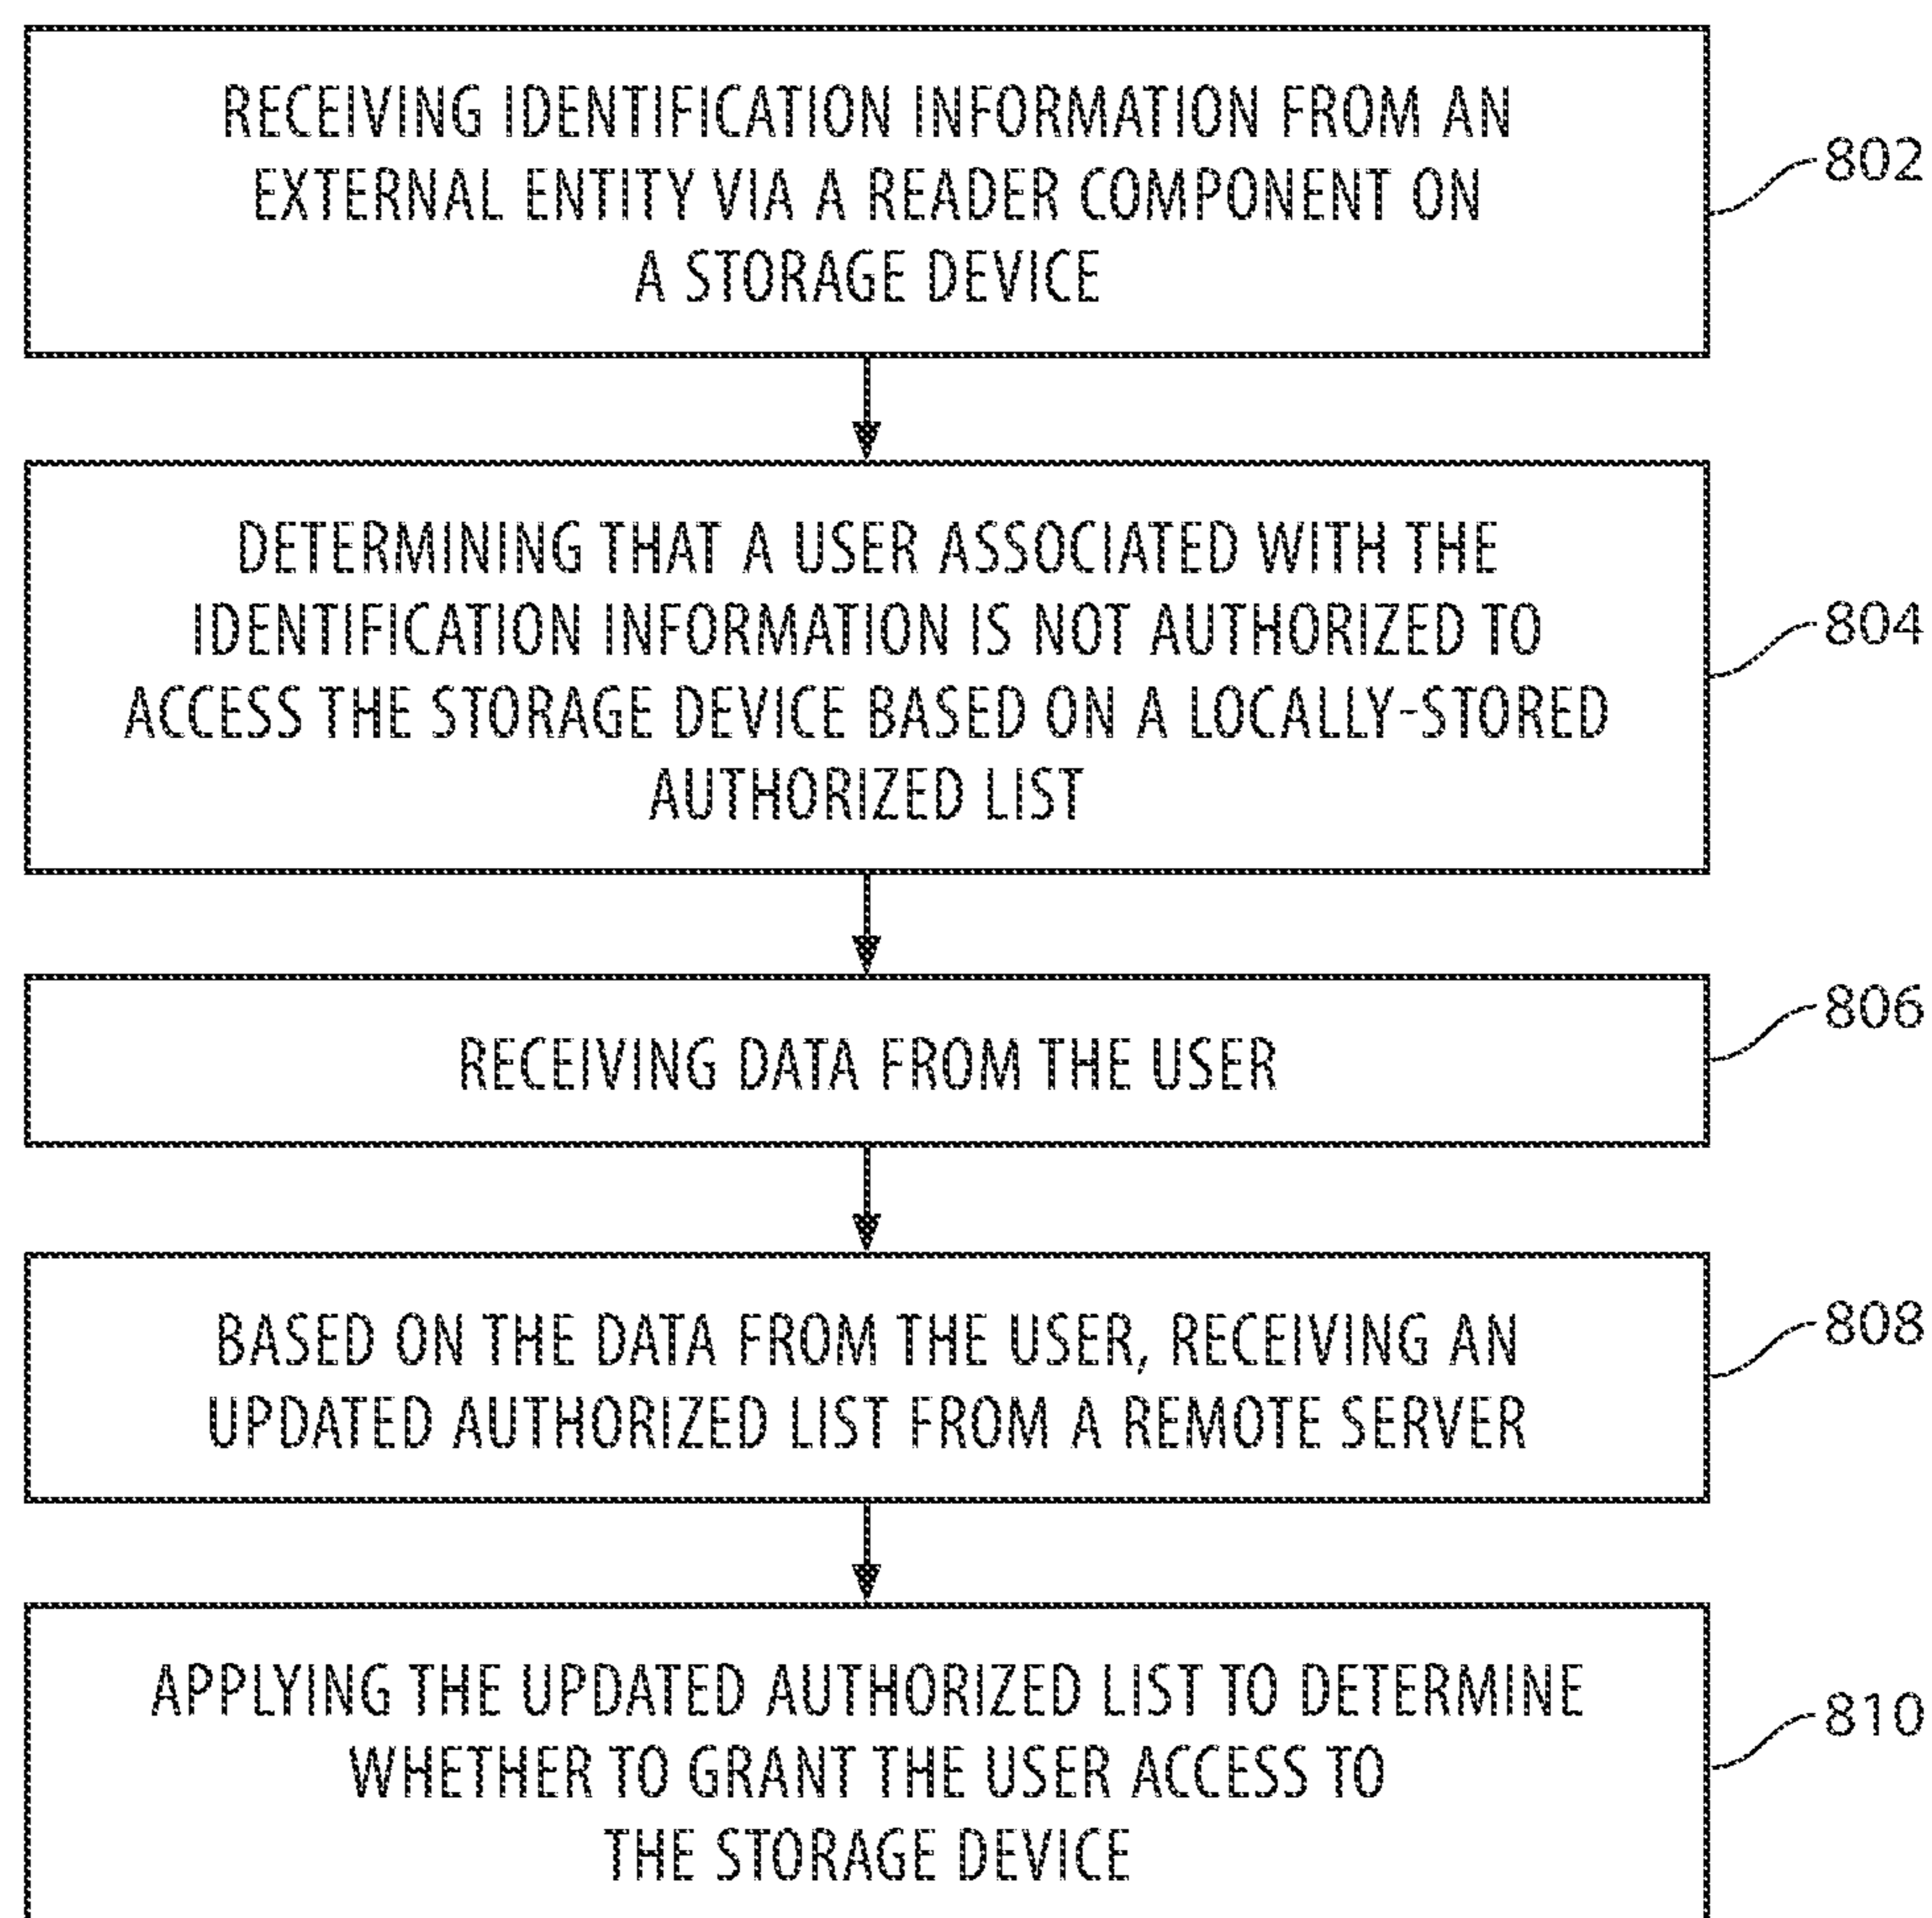 RECEIVING IDENTIFICATION INFORMATION FROM AN
EXTERNAL ENTITY VIA A READER COMPONENT ON
A STORAGE DEVICE
802
DETERMINING THAT A USER ASSOCIATED WITH THE
IDENTIFICATION INFORMATION IS NOT AUTHORIZED TO
ACCESS THE STORAGE DEVICE BASED ON A LOCALLY-STORED
AUTHORIZED LIST
804
RECEIVING DATA FROM THE USER
806
BASED ON THE DATA FROM THE USER, RECEIVING AN
UPDATED AUTHORIZED LIST FROM A REMOTE SERVER
808
APPLYING THE UPDATED AUTHORIZED LIST TO DETERMINE
WHETHER TO GRANT THE USER ACCESS TO
THE STORAGE DEVICE
810